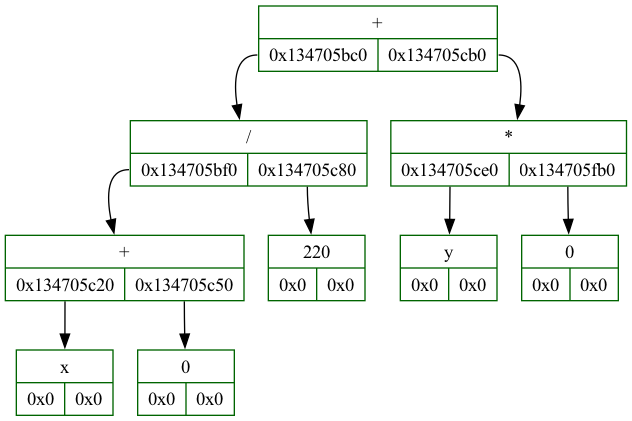 +
0x134705bc0 0x134705cb0
/ *
0x134705bf0 0x134705c80 0x134705ce0 0x134705fb0
+ 220 y 0
0x134705c20 0x134705c50 0x0 0x0 0x0 0x0 0x0 0x0
x 0
0x0 0x0 0x0 0x0